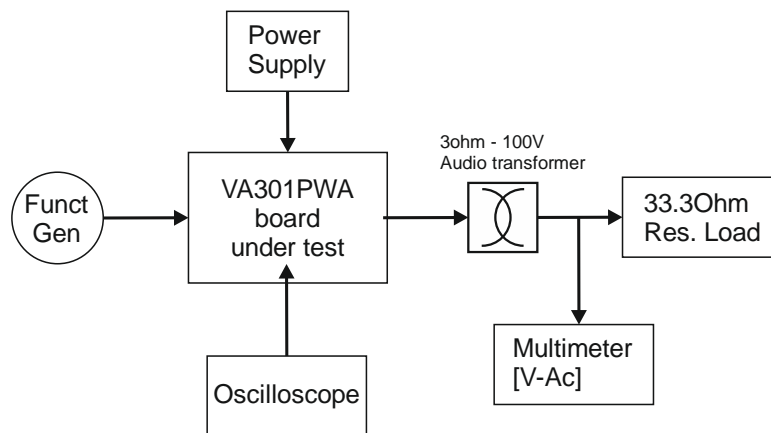 Power
Supply
3ohm - 100V
Audio transformer
VA301PWA
board
under test
Funct
Gen
33.3Ohm
Res. Load
Multimeter
[V-Ac]
Oscilloscope